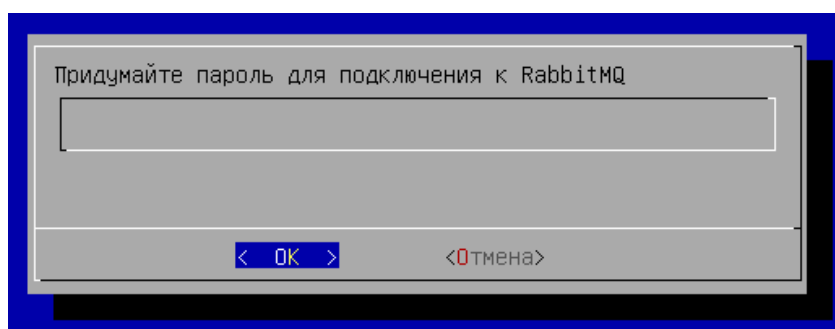 Придумайте пароль для подключения к RabbitMQ
< OK > <Отмена>